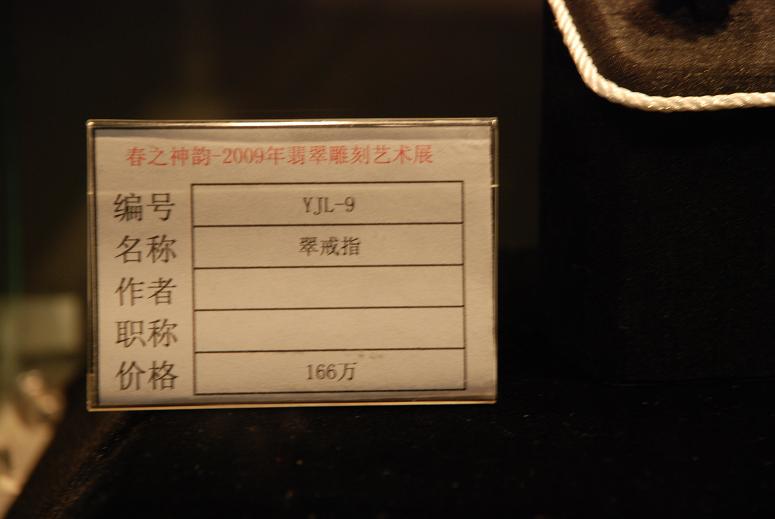 春之神韵-2009年翡翠雕刻艺术展
编号 YJL-9
名称 翠戒指
作者
职称
价格 166万